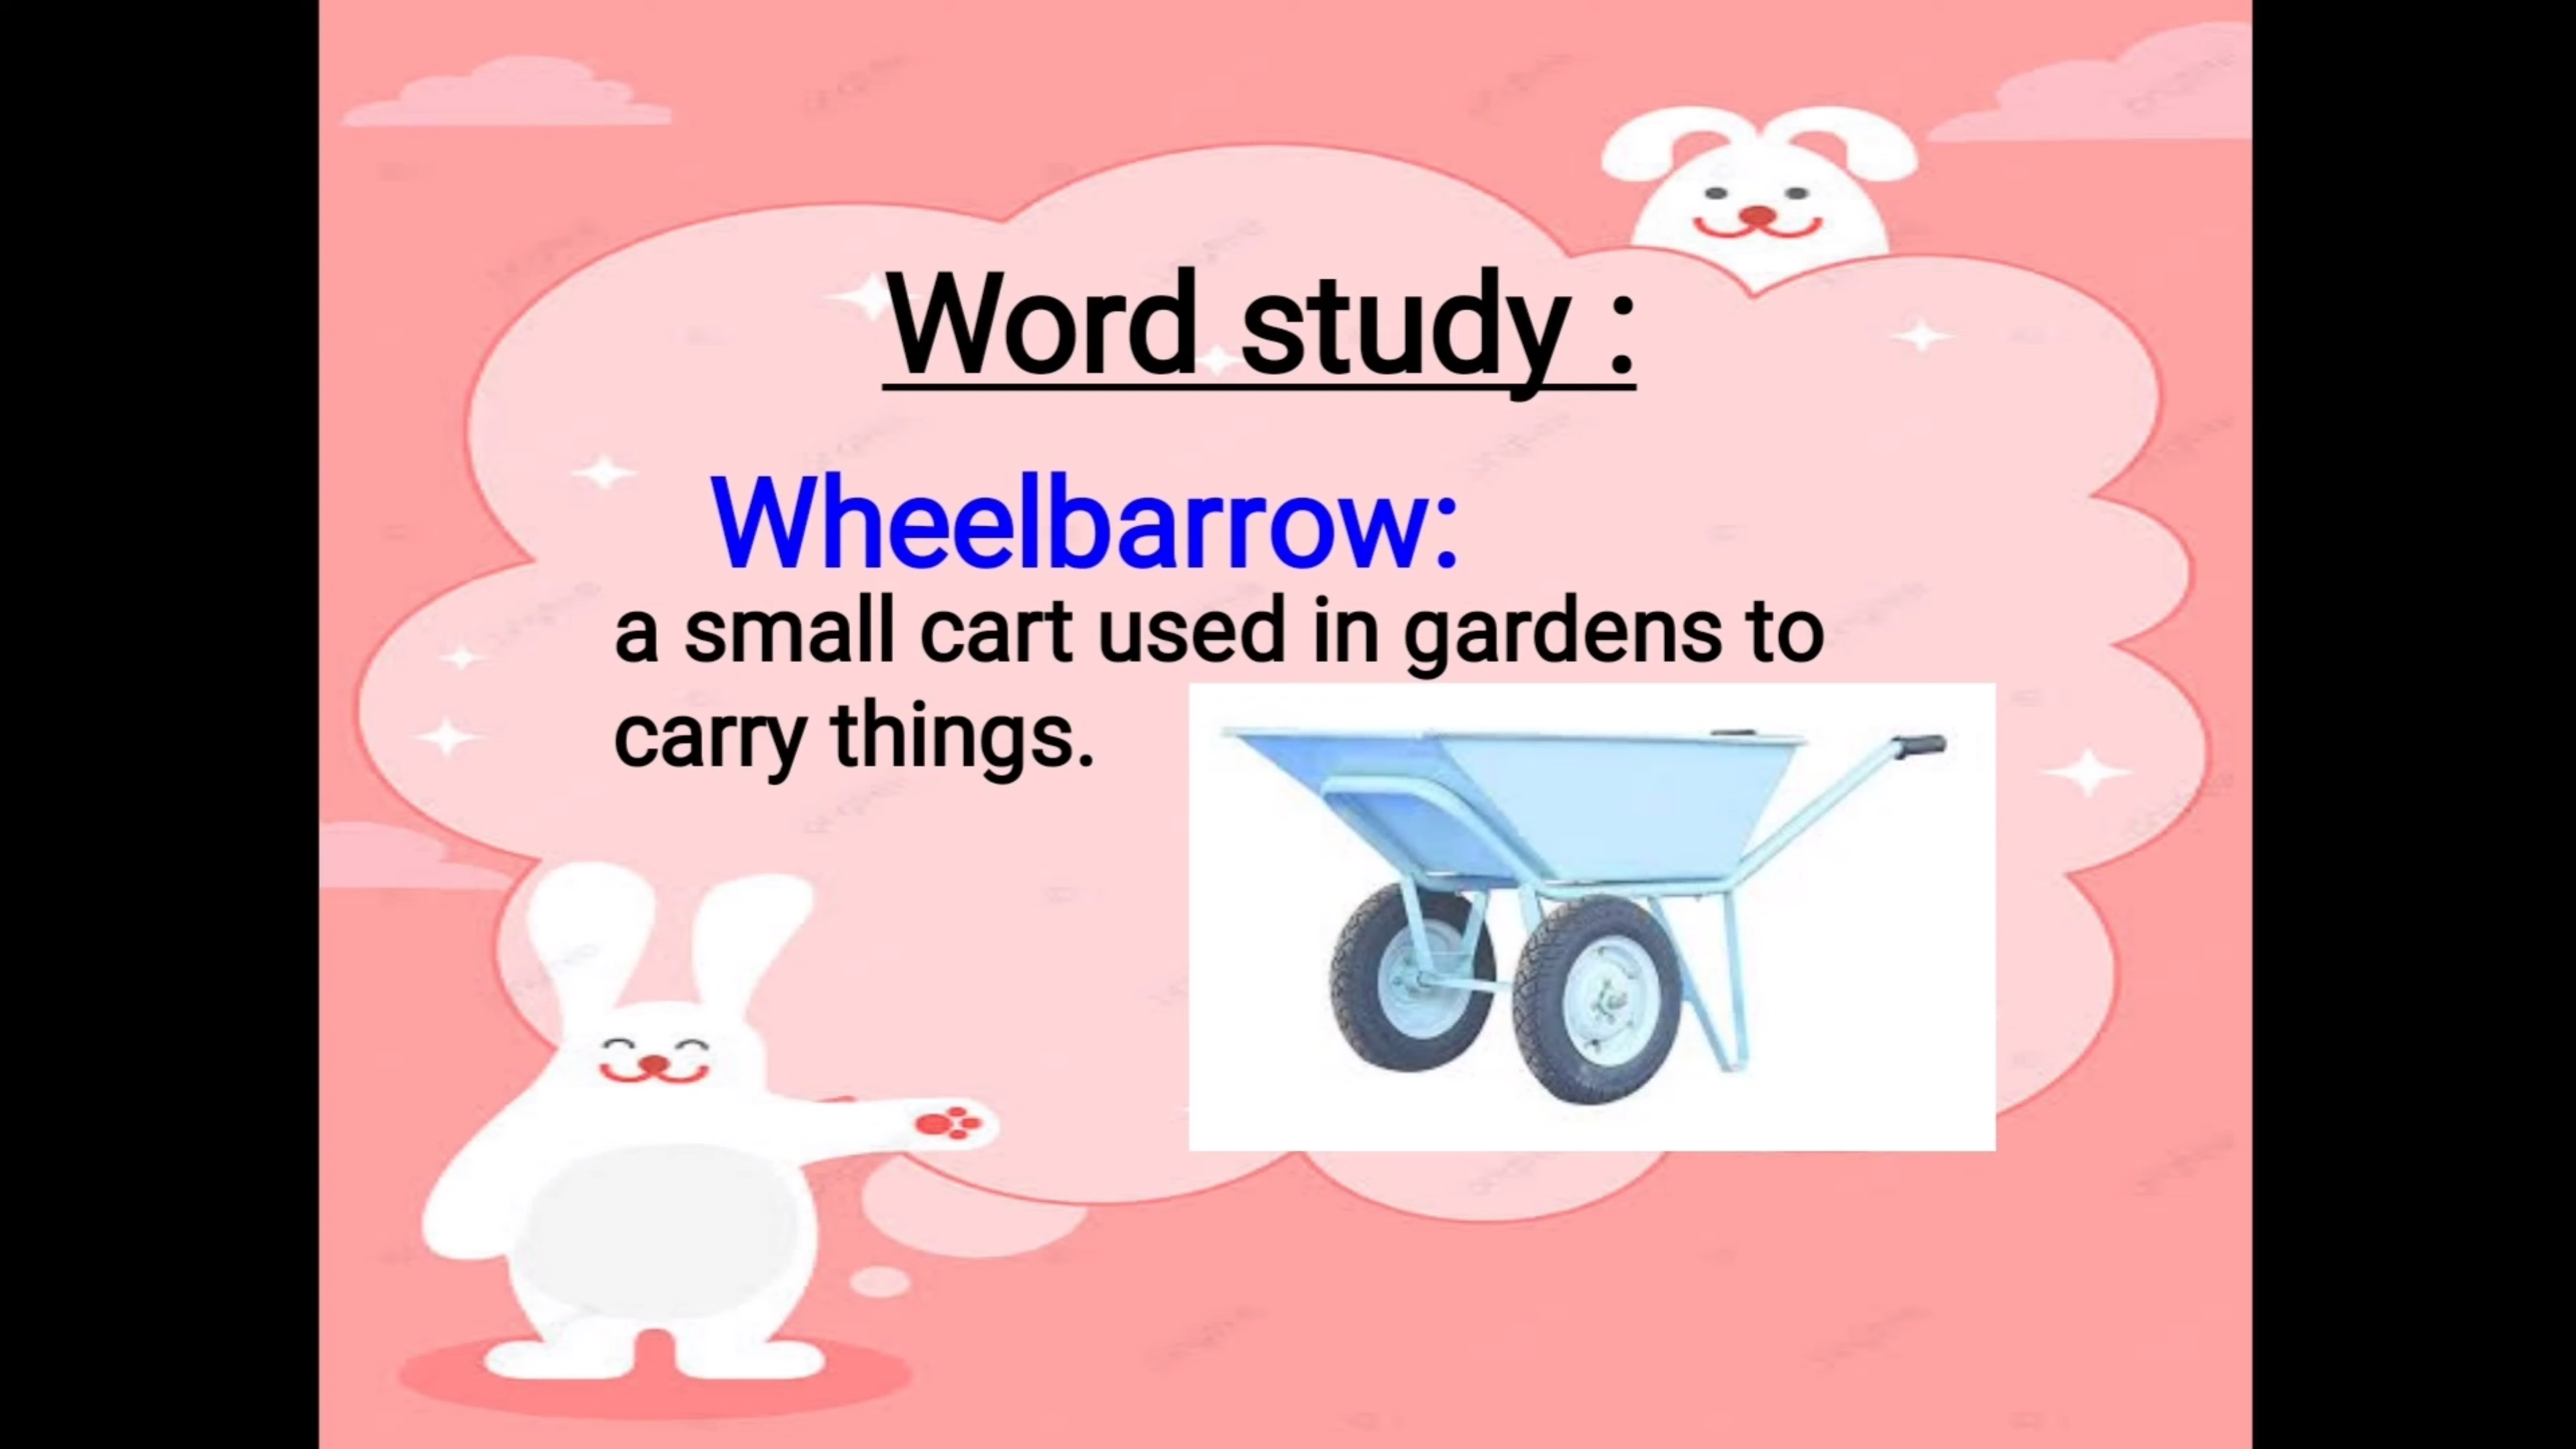 Word study :
Wheelbarrow:
a small cart used in gardens to
carry things.